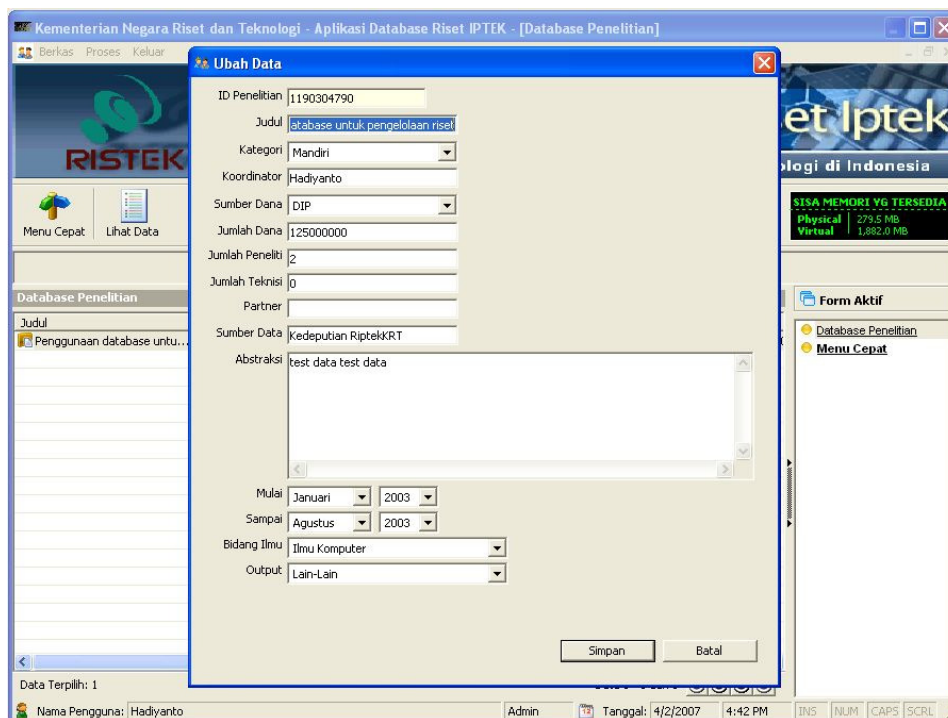 Kementerian Negara Riset dan Teknologi - Aplikasi Database Riset IPTEK - [Database Penelitian]
Berkas Proses Keluar
Ubah Data
RISTEK
et Iptek
ologi di Indonesia
Menu Cepat Lihat Data
SISA MEMORI YG TERSEDIA
Physical 279.5 MB
Virtual 1,882.0 MB
ID Penelitian 1190304790
Judul atabase untuk pengelolaan riset
Kategori Mandiri
Koordinator Hadiyanto
Sumber Dana DIP
Jumlah Dana 125000000
Jumlah Peneliti 2
Jumlah Teknisi 0
Partner
Sumber Data Kedeputian RiptekKRT
Abstraksi test data test data
Mulai Januari 2003
Sampai Agustus 2003
Bidang Ilmu Ilmu Komputer
Output Lain-Lain
Simpan Batal
Database Penelitian
Judul
Penggunaan database untu...
Form Aktif
Database Penelitian
Menu Cepat
Data Terpilih: 1
Nama Pengguna: Hadiyanto Admin Tanggal: 4/2/2007 4:42 PM INS NUM CAPS SCRL